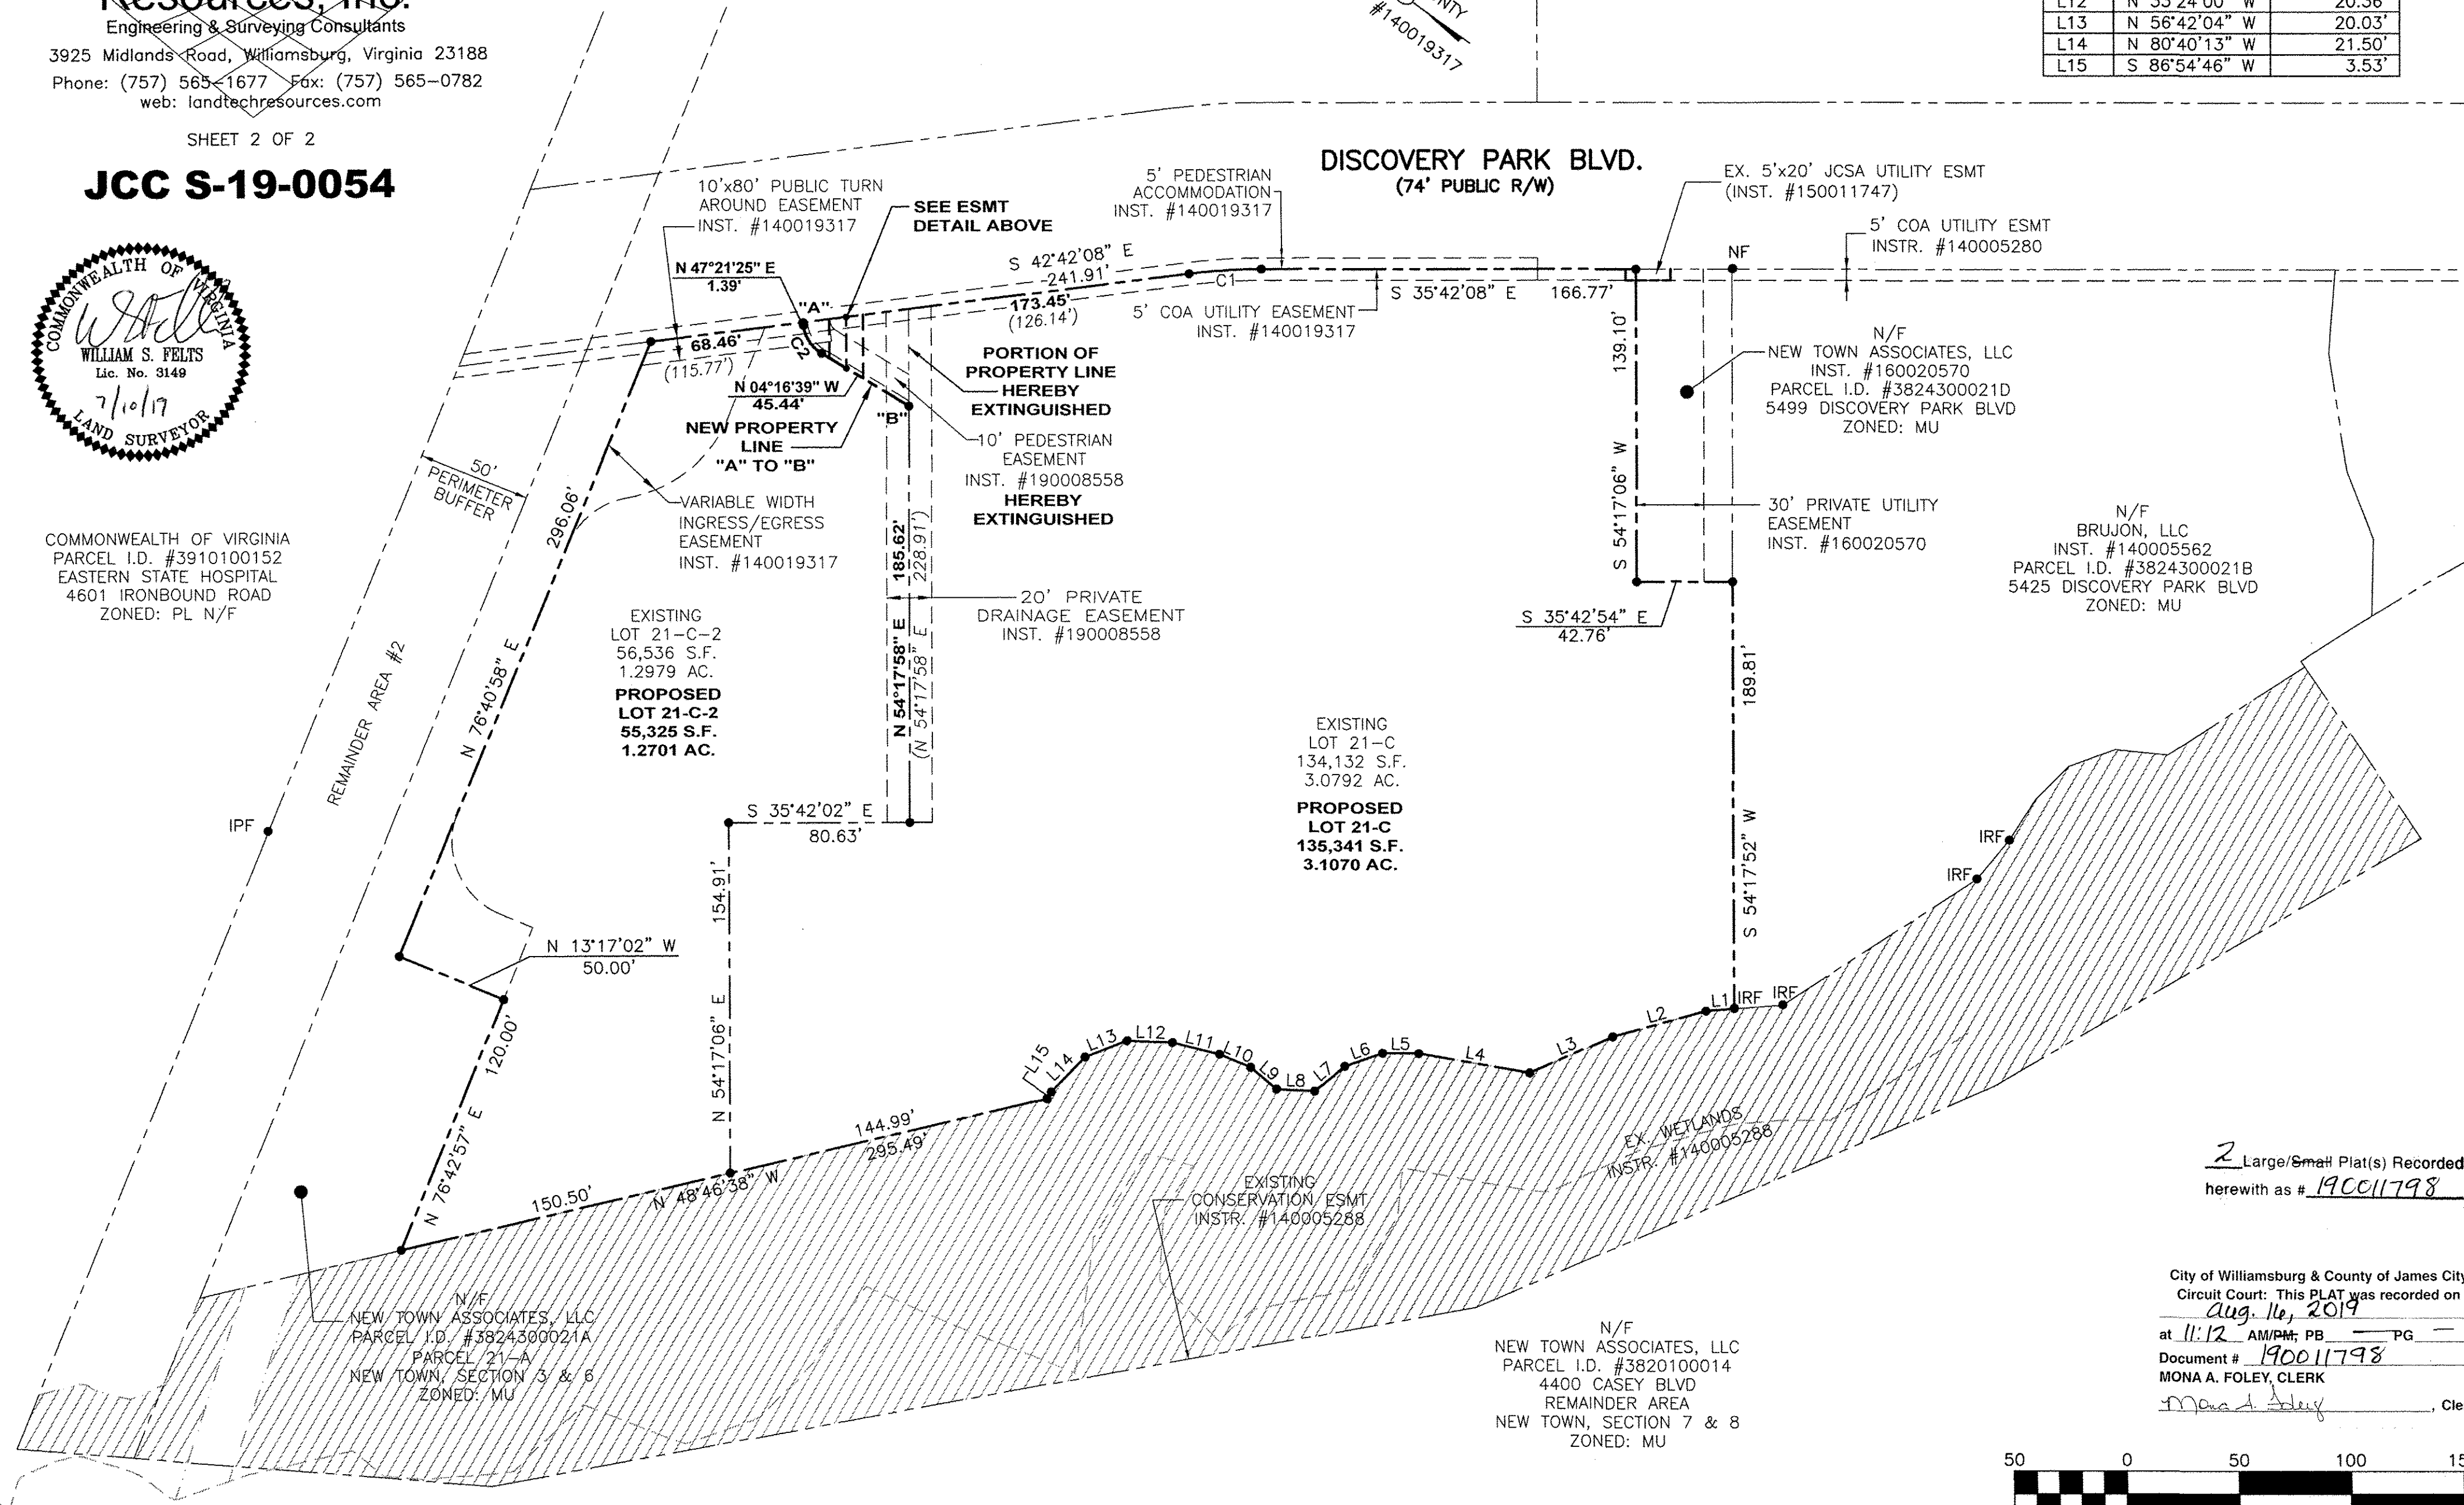 Resources, Inc.
Engineering & Surveying Consultants
3925 Midlands Road, Williamsburg, Virginia 23188
Phone: (757) 565-1677 Fax: (757) 565-0782
web: landtechresources.com
SHEET 2 OF 2
JCC S-19-0054
COMMONWEALTH OF VIRGINIA
WILLIAM S. FELTS
Lic. No. 3149
7/10/19
LAND SURVEYOR
#140019317
L12 N 33°24'00" W 20.36'
L13 N 56°42'04" W 20.03'
L14 N 80°40'13" W 21.50'
L15 S 86°54'46" W 3.53'
DISCOVERY PARK BLVD.
(74' PUBLIC R/W)
10'x80' PUBLIC TURN
AROUND EASEMENT
INST. #140019317
SEE ESMT
DETAIL ABOVE
5' PEDESTRIAN
ACCOMMODATION
INST. #140019317
EX. 5'x20' JCSA UTILITY ESMT
(INST. #150011747)
5' COA UTILITY ESMT
INSTR. #140005280
NF
N 47°21'25" E
1.39'
"A"
S 42°42'08" E
241.91'
173.45'
(126.14')
C1
S 35°42'08" E 166.77'
5' COA UTILITY EASEMENT
INST. #140019317
68.46'
(115.77')
C2
N 04°16'39" W
45.44'
"B"
NEW PROPERTY
LINE
"A" TO "B"
PORTION OF
PROPERTY LINE
HEREBY
EXTINGUISHED
10' PEDESTRIAN
EASEMENT
INST. #190008558
HEREBY
EXTINGUISHED
139.10'
S 54°17'06" W
N/F
NEW TOWN ASSOCIATES, LLC
INST. #160020570
PARCEL I.D. #3824300021D
5499 DISCOVERY PARK BLVD
ZONED: MU
30' PRIVATE UTILITY
EASEMENT
INST. #160020570
N/F
BRUJON, LLC
INST. #140005562
PARCEL I.D. #3824300021B
5425 DISCOVERY PARK BLVD
ZONED: MU
50'
PERIMETER
BUFFER
COMMONWEALTH OF VIRGINIA
PARCEL I.D. #3910100152
EASTERN STATE HOSPITAL
4601 IRONBOUND ROAD
ZONED: PL N/F
296.06'
N 76°40'58" E
VARIABLE WIDTH
INGRESS/EGRESS
EASEMENT
INST. #140019317
REMAINDER AREA #2
IPF
EXISTING
LOT 21-C-2
56,536 S.F.
1.2979 AC.
PROPOSED
LOT 21-C-2
55,325 S.F.
1.2701 AC.
185.62'
N 54°17'58" E
228.91')
(N 54°17'58" E
20' PRIVATE
DRAINAGE EASEMENT
INST. #190008558
S 35°42'54" E
42.76'
189.81'
S 54°17'52" W
EXISTING
LOT 21-C
134,132 S.F.
3.0792 AC.
PROPOSED
LOT 21-C
135,341 S.F.
3.1070 AC.
S 35°42'02" E
80.63'
154.91'
N 54°17'06" E
N 13°17'02" W
50.00'
120.00'
N 76°42'57" E
IRF
IRF
IRF IRF
L1
L2
L3
L4
L5
L6
L7
L8
L9
L10
L11
L12
L13
L14
L15
144.99'
295.49'
150.50'
N 48°46'38" W
EX. WETLANDS
INSTR. #140005288
EXISTING
CONSERVATION ESMT
INSTR. #140005288
N/F
NEW TOWN ASSOCIATES, LLC
PARCEL I.D. #3824300021A
PARCEL 21-A
NEW TOWN, SECTION 3 & 6
ZONED: MU
N/F
NEW TOWN ASSOCIATES, LLC
PARCEL I.D. #3820100014
4400 CASEY BLVD
REMAINDER AREA
NEW TOWN, SECTION 7 & 8
ZONED: MU
2 Large/Small Plat(s) Recorded
herewith as # 190011798
City of Williamsburg & County of James City
Circuit Court: This PLAT was recorded on
Aug. 16, 2019
at 11:12 AM/PM, PB — PG —
Document # 190011798
MONA A. FOLEY, CLERK
Mona A. Foley, Cle
50 0 50 100